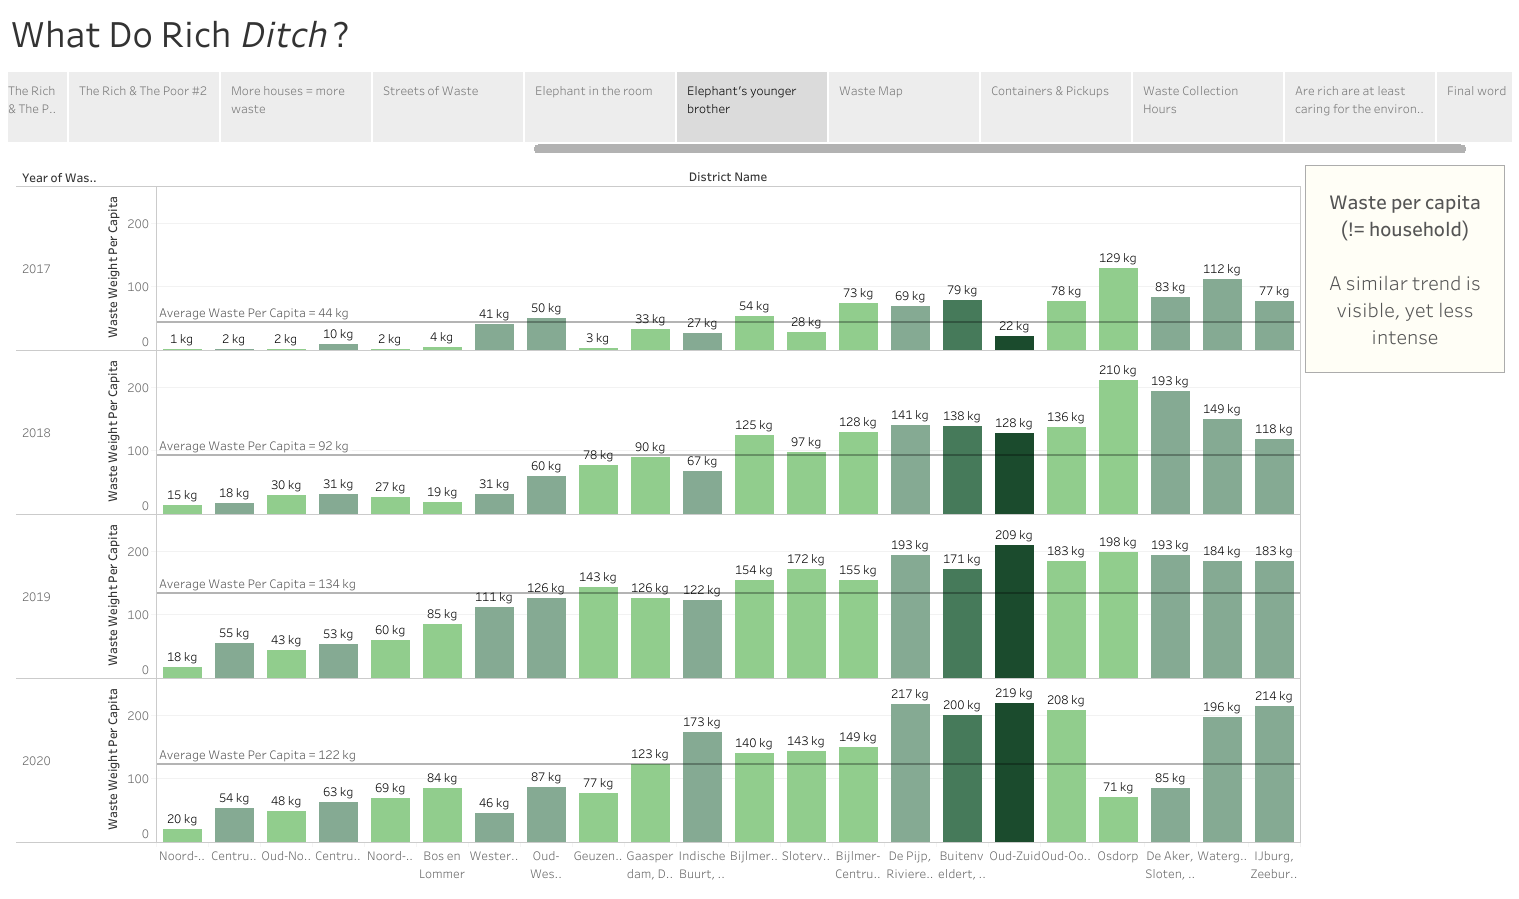 What Do Rich Ditch?
The Rich
& The P..
The Rich & The Poor #2
More houses = more
waste
Streets of Waste
Elephant in the room
Elephant's younger
brother
Waste Map
Containers & Pickups
Waste Collection
Hours
Are rich are at least
caring for the environ..
Final word
Year of Was..
District Name
Waste per capita
(!= household)
A similar trend is
visible, yet less
intense
2017
Waste Weight Per Capita
200
100
0
Average Waste Per Capita = 44 kg
1 kg 2 kg 2 kg 10 kg 2 kg 4 kg 41 kg 50 kg 3 kg 33 kg 27 kg 54 kg 28 kg 73 kg 69 kg 79 kg 22 kg 78 kg 129 kg 83 kg 112 kg 77 kg
2018
Waste Weight Per Capita
200
100
0
Average Waste Per Capita = 92 kg
15 kg 18 kg 30 kg 31 kg 27 kg 19 kg 31 kg 60 kg 78 kg 90 kg 67 kg 125 kg 97 kg 128 kg 141 kg 138 kg 128 kg 136 kg 210 kg 193 kg 149 kg 118 kg
2019
Waste Weight Per Capita
200
100
0
Average Waste Per Capita = 134 kg
18 kg 55 kg 43 kg 53 kg 60 kg 85 kg 111 kg 126 kg 143 kg 126 kg 122 kg 154 kg 172 kg 155 kg 193 kg 171 kg 209 kg 183 kg 198 kg 193 kg 184 kg 183 kg
2020
Waste Weight Per Capita
200
100
0
Average Waste Per Capita = 122 kg
20 kg 54 kg 48 kg 63 kg 69 kg 84 kg 46 kg 87 kg 77 kg 123 kg 173 kg 140 kg 143 kg 149 kg 217 kg 200 kg 219 kg 208 kg 71 kg 85 kg 196 kg 214 kg
Noord-..
Centru..
Oud-No..
Centru..
Noord-..
Bos en
Lommer
Wester..
Oud-
Wes..
Geuzen..
Gaasper
dam, D..
Indische
Buurt, ..
Bijlmer..
Sloterv..
Bijlmer-
Centru..
De Pijp,
Riviere..
Buitenv
eldert, ..
Oud-Zuid
Oud-Oo..
Osdorp
De Aker,
Sloten, ..
Waterg..
IJburg,
Zeebur..